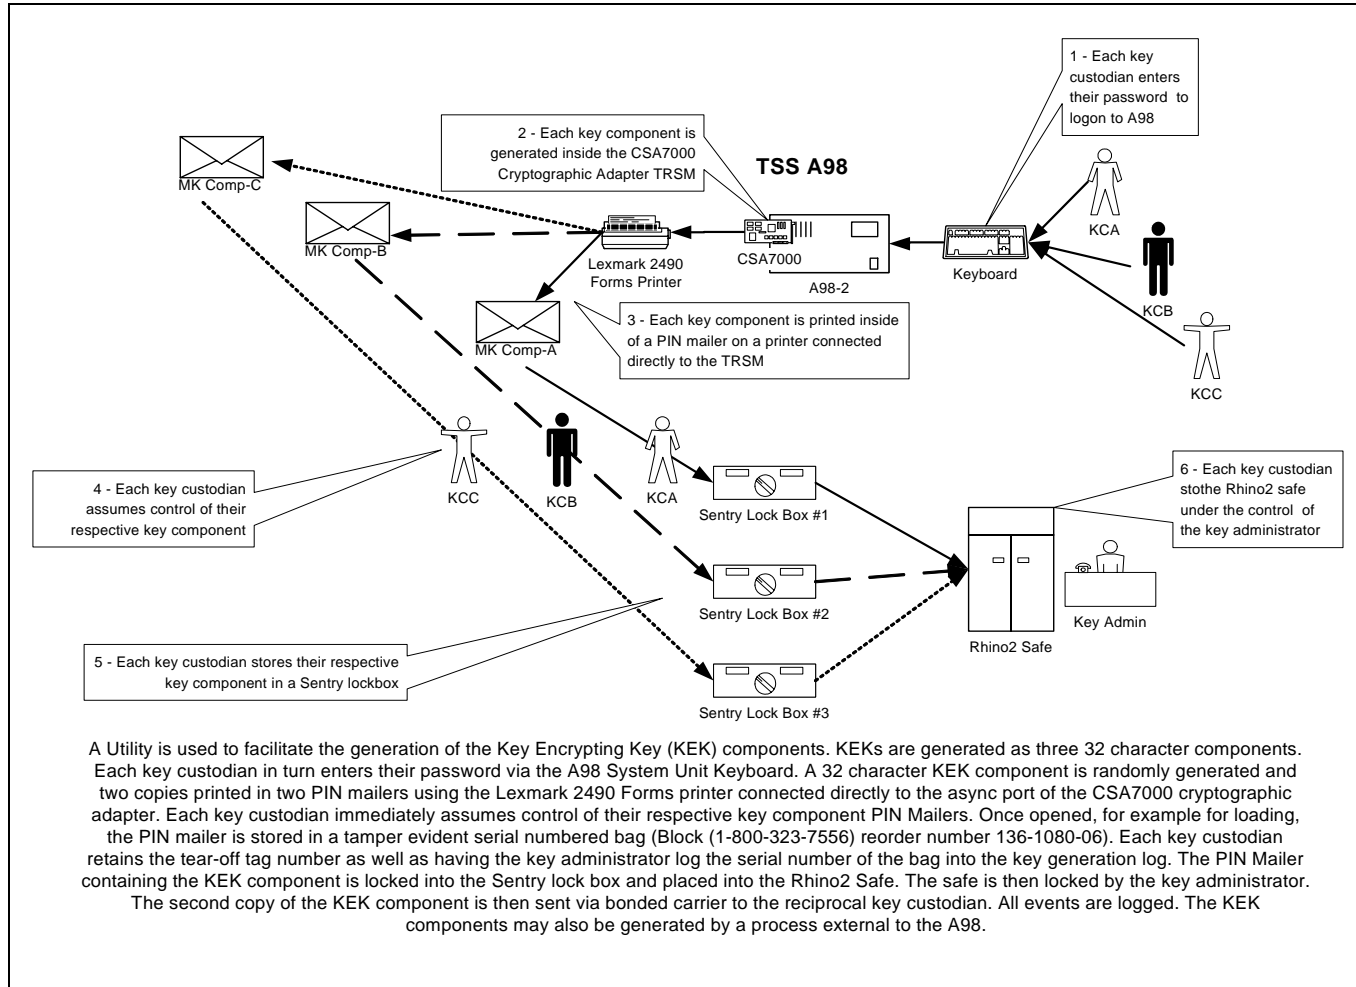 1 - Each key
custodian enters
their password to
logon to A98
2 - Each key component is
generated inside the CSA7000
Cryptographic Adapter TRSM
TSS A98
MK Comp-C
MK Comp-B
MK Comp-A
Lexmark 2490
Forms Printer
CSA7000
A98-2
Keyboard
KCA
KCB
KCC
3 - Each key component is printed inside
of a PIN mailer on a printer connected
directly to the TRSM
4 - Each key custodian
assumes control of their
respective key component
KCC
KCB
KCA
Sentry Lock Box #1
Sentry Lock Box #2
Sentry Lock Box #3
6 - Each key custodian
stothe Rhino2 safe
under the control of
the key administrator
Key Admin
Rhino2 Safe
5 - Each key custodian stores their respective
key component in a Sentry lockbox
A Utility is used to facilitate the generation of the Key Encrypting Key (KEK) components. KEKs are generated as three 32 character components.
Each key custodian in turn enters their password via the A98 System Unit Keyboard. A 32 character KEK component is randomly generated and
two copies printed in two PIN mailers using the Lexmark 2490 Forms printer connected directly to the async port of the CSA7000 cryptographic
adapter. Each key custodian immediately assumes control of their respective key component PIN Mailers. Once opened, for example for loading,
the PIN mailer is stored in a tamper evident serial numbered bag (Block (1-800-323-7556) reorder number 136-1080-06). Each key custodian
retains the tear-off tag number as well as having the key administrator log the serial number of the bag into the key generation log. The PIN Mailer
containing the KEK component is locked into the Sentry lock box and placed into the Rhino2 Safe. The safe is then locked by the key administrator.
The second copy of the KEK component is then sent via bonded carrier to the reciprocal key custodian. All events are logged. The KEK
components may also be generated by a process external to the A98.